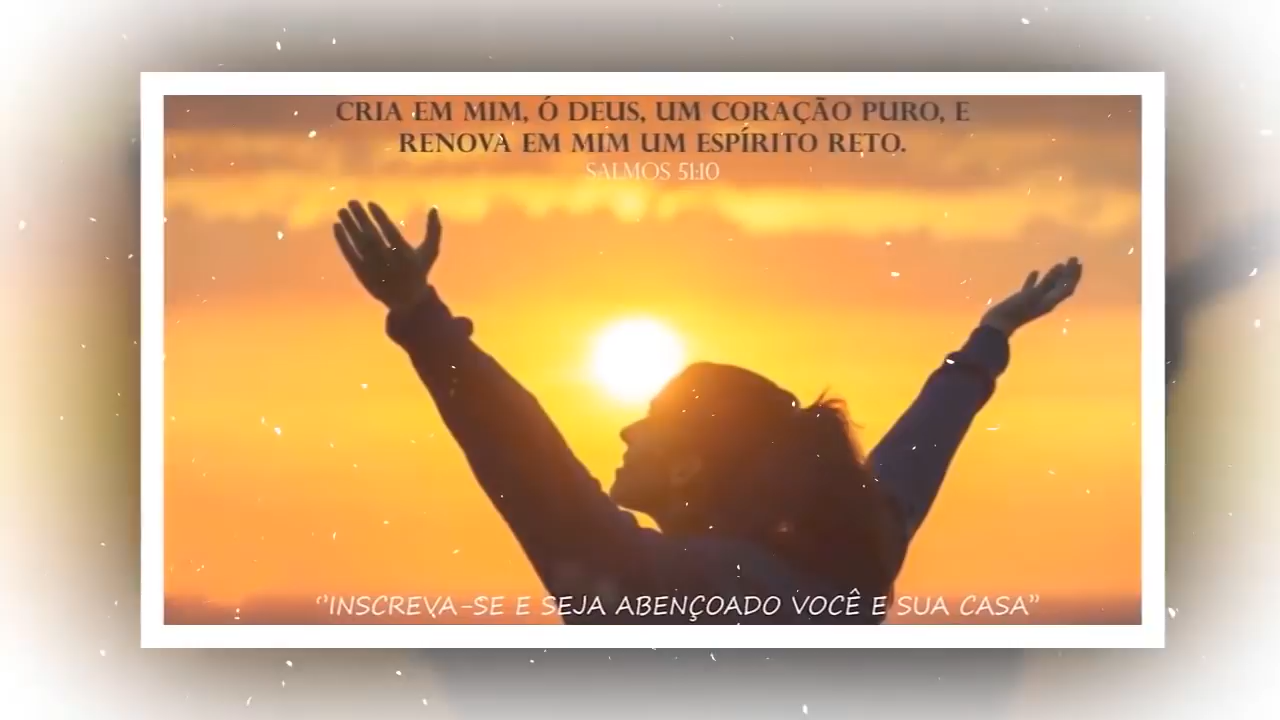 CRIA EM MIM, Ó DEUS, UM CORAÇÃO PURO, E
RENOVA EM MIM UM ESPÍRITO RETO.
SALMOS 51:10
“INSCREVA-SE E SEJA ABENÇOADO VOCÊ E SUA CASA”